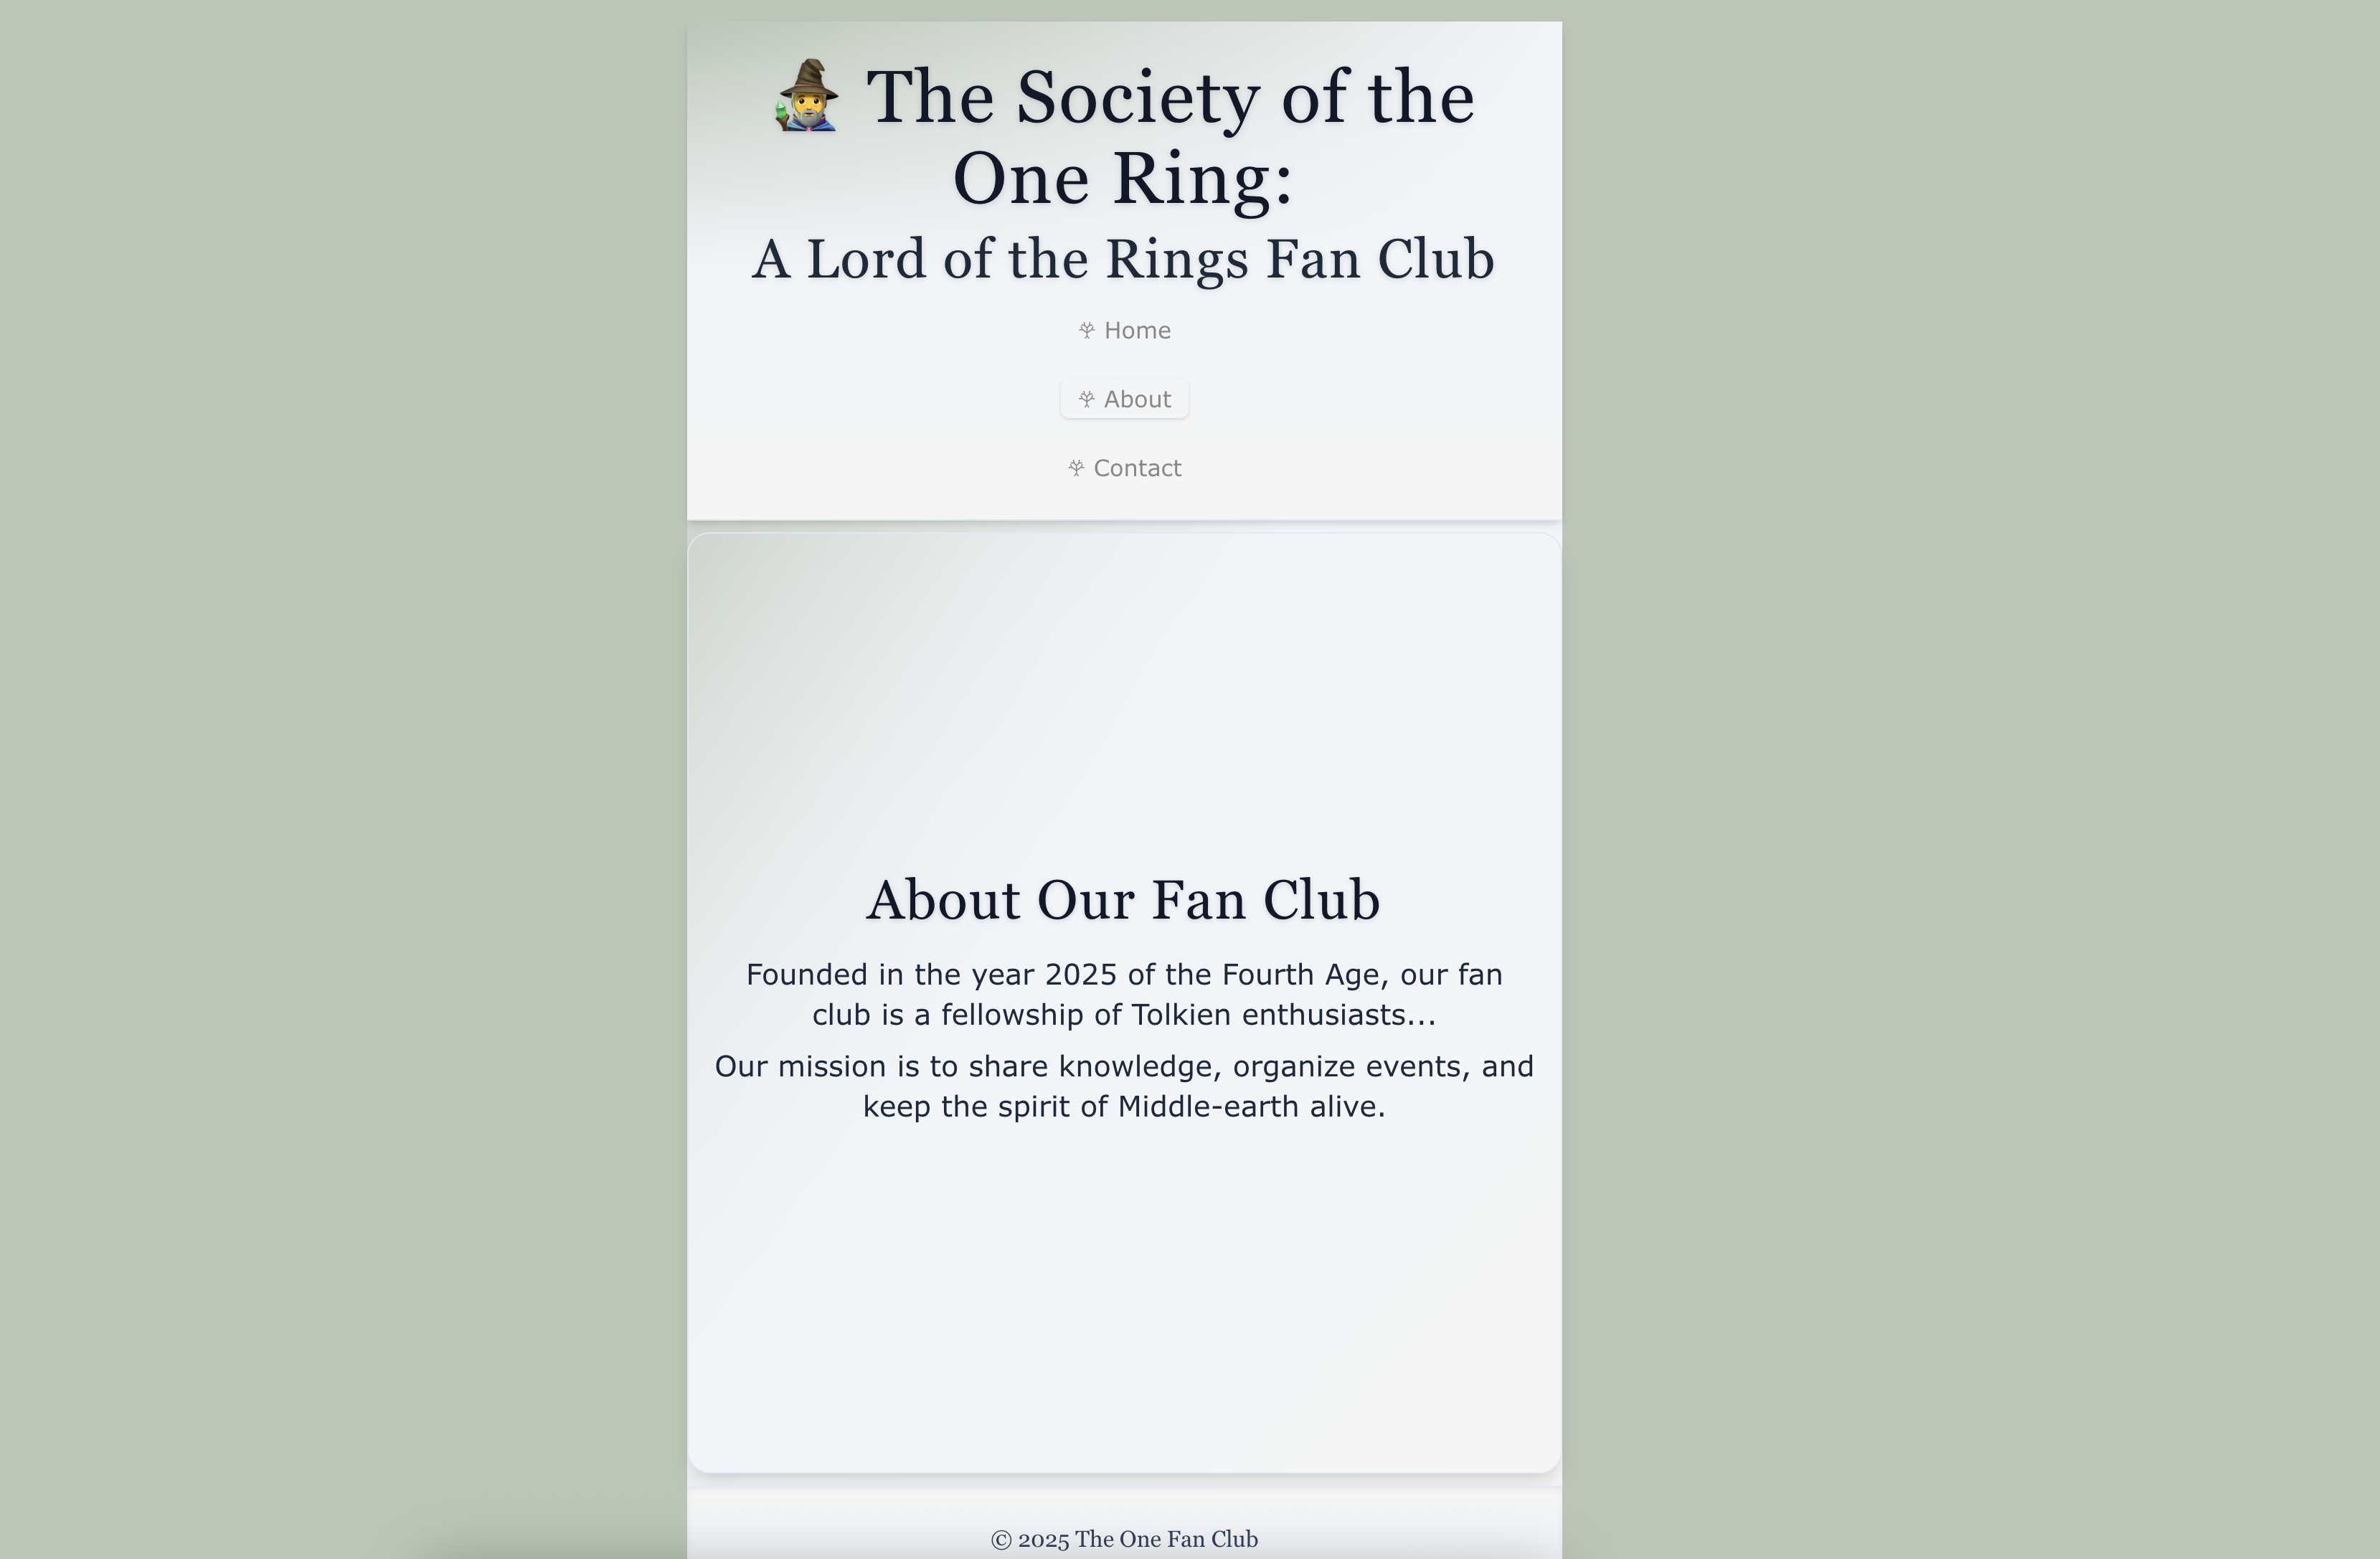 The Society of the
One Ring:
A Lord of the Rings Fan Club
Home
About
Contact
About Our Fan Club
Founded in the year 2025 of the Fourth Age, our fan
club is a fellowship of Tolkien enthusiasts…
Our mission is to share knowledge, organize events, and
keep the spirit of Middle-earth alive.
© 2025 The One Fan Club